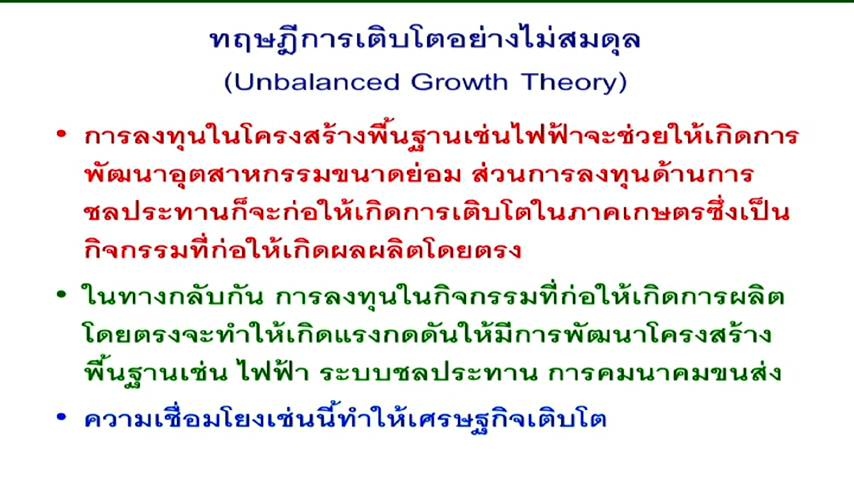 ทฤษฎีการเติบโตอย่างไม่สมดุล
(Unbalanced Growth Theory)
• การลงทุนในโครงสร้างพื้นฐานเช่นไฟฟ้าจะช่วยให้เกิดการ
พัฒนาอุตสาหกรรมขนาดย่อม ส่วนการลงทุนด้านการ
ชลประทานก็จะก่อให้เกิดการเติบโตในภาคเกษตรซึ่งเป็น
กิจกรรมที่ก่อให้เกิดผลผลิตโดยตรง
• ในทางกลับกัน การลงทุนในกิจกรรมที่ก่อให้เกิดการผลิต
โดยตรงจะทำให้เกิดแรงกดดันให้มีการพัฒนาโครงสร้าง
พื้นฐานเช่น ไฟฟ้า ระบบชลประทาน การคมนาคมขนส่ง
• ความเชื่อมโยงเช่นนี้ทำให้เศรษฐกิจเติบโต